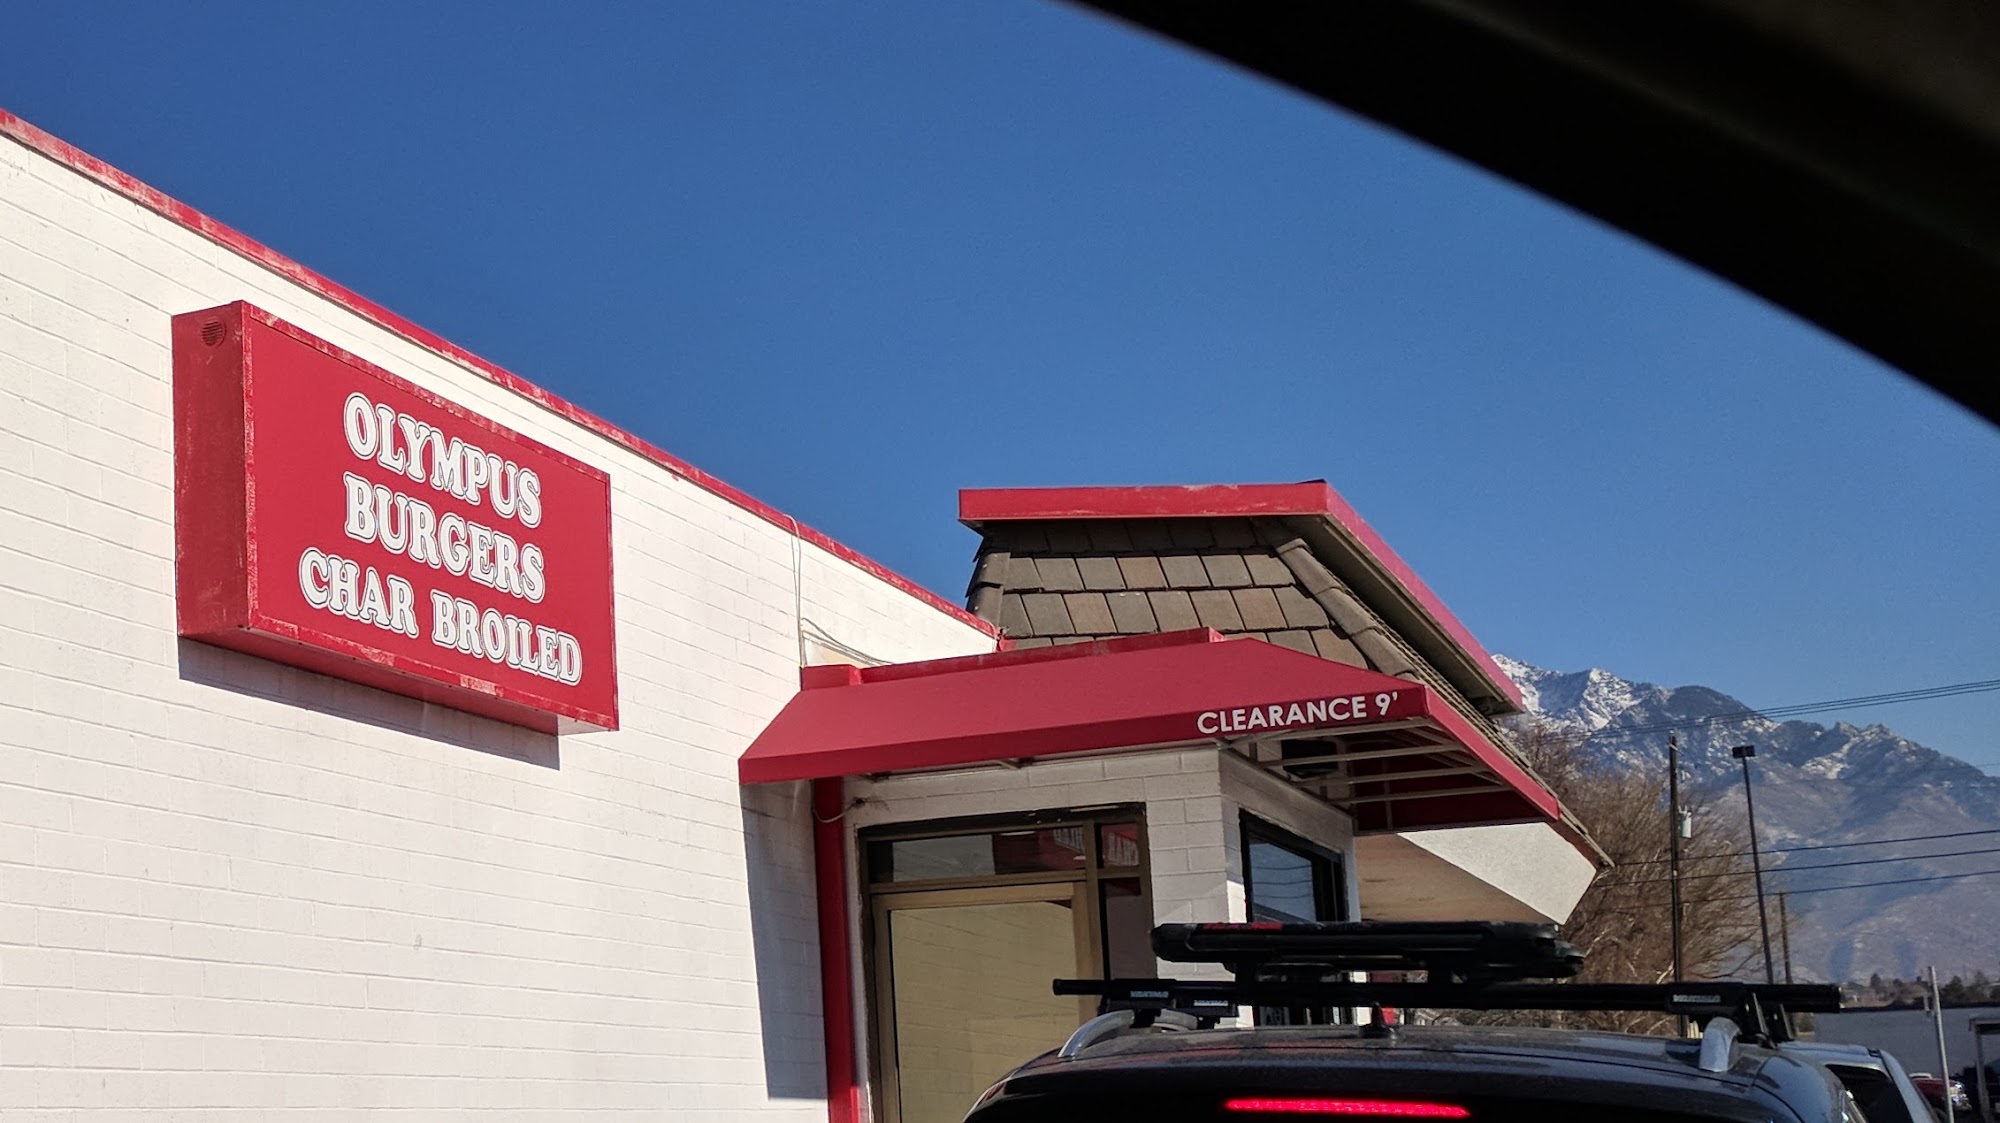 OLYMPUS
BURGERS
CHAR BROILED
CLEARANCE 9'